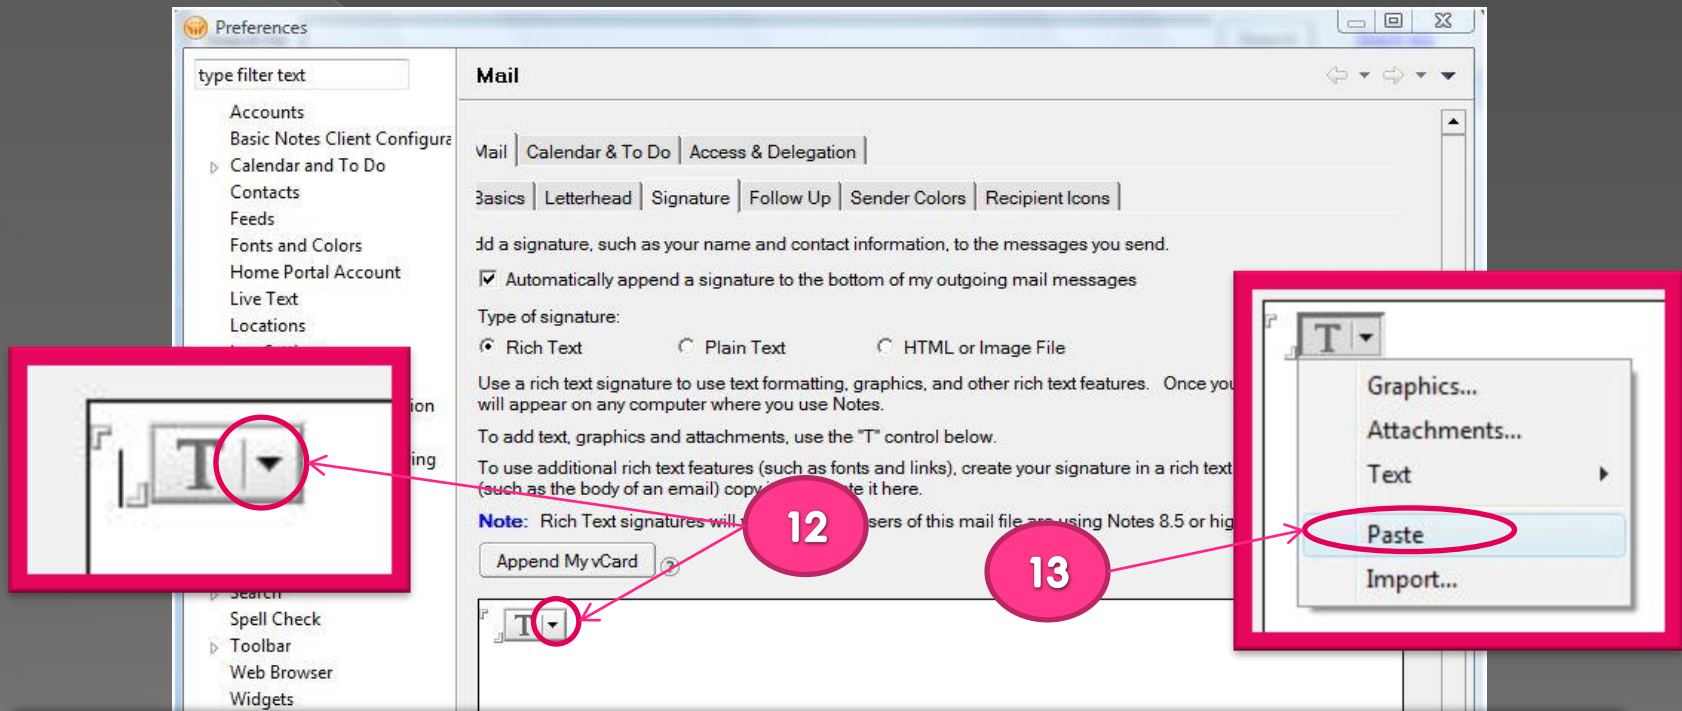 Preferences
type filter text
Mail
Accounts
Basic Notes Client Configura
Calendar and To Do
Contacts
Feeds
Fonts and Colors
Home Portal Account
Live Text
Locations
ion
ing
Search
Spell Check
Toolbar
Web Browser
Widgets
Mail Calendar & To Do Access & Delegation
Basics Letterhead Signature Follow Up Sender Colors Recipient Icons
dd a signature, such as your name and contact information, to the messages you send.
Automatically append a signature to the bottom of my outgoing mail messages
Type of signature:
Rich Text Plain Text HTML or Image File
Use a rich text signature to use text formatting, graphics, and other rich text features. Once you
will appear on any computer where you use Notes.
To add text, graphics and attachments, use the "T" control below.
To use additional rich text features (such as fonts and links), create your signature in a rich text
(such as the body of an email) copy it here.
Note: Rich Text signatures will sers of this mail file are using Notes 8.5 or hig
Append My vCard ?
T
T
12
13
T
Graphics...
Attachments...
Text
Paste
Import...